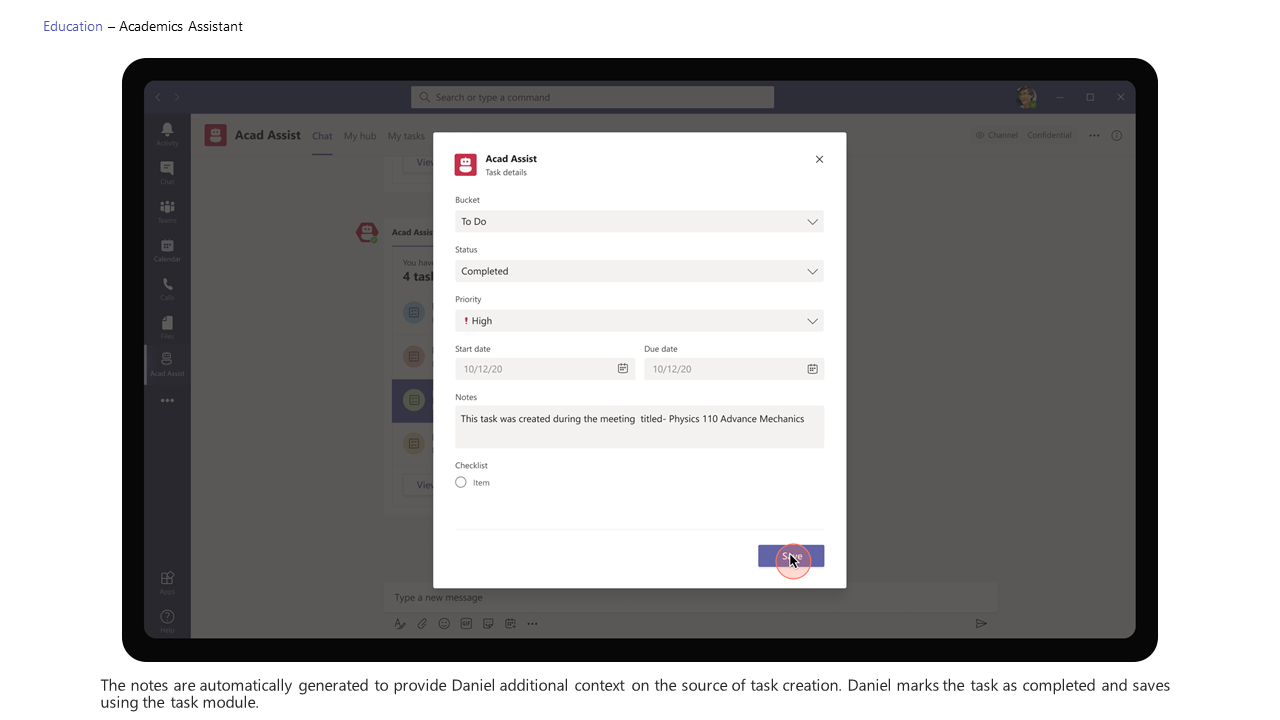 Education – Academics Assistant
Search or type a command
Activity
Acad Assist Chat My hub My tasks
Channel Confidential
Chat
Teams
Calendar
Calls
Files
Acad Assist
Apps
Help
View
Acad Assis
You have
4 task
View
Acad Assist
Task details
Bucket
To Do
Status
Completed
Priority
! High
Start date Due date
10/12/20 10/12/20
Notes
This task was created during the meeting titled- Physics 110 Advance Mechanics
Checklist
Item
Save
Type a new message
GIF
The notes are automatically generated to provide Daniel additional context on the source of task creation. Daniel marks the task as completed and saves
using the task module.